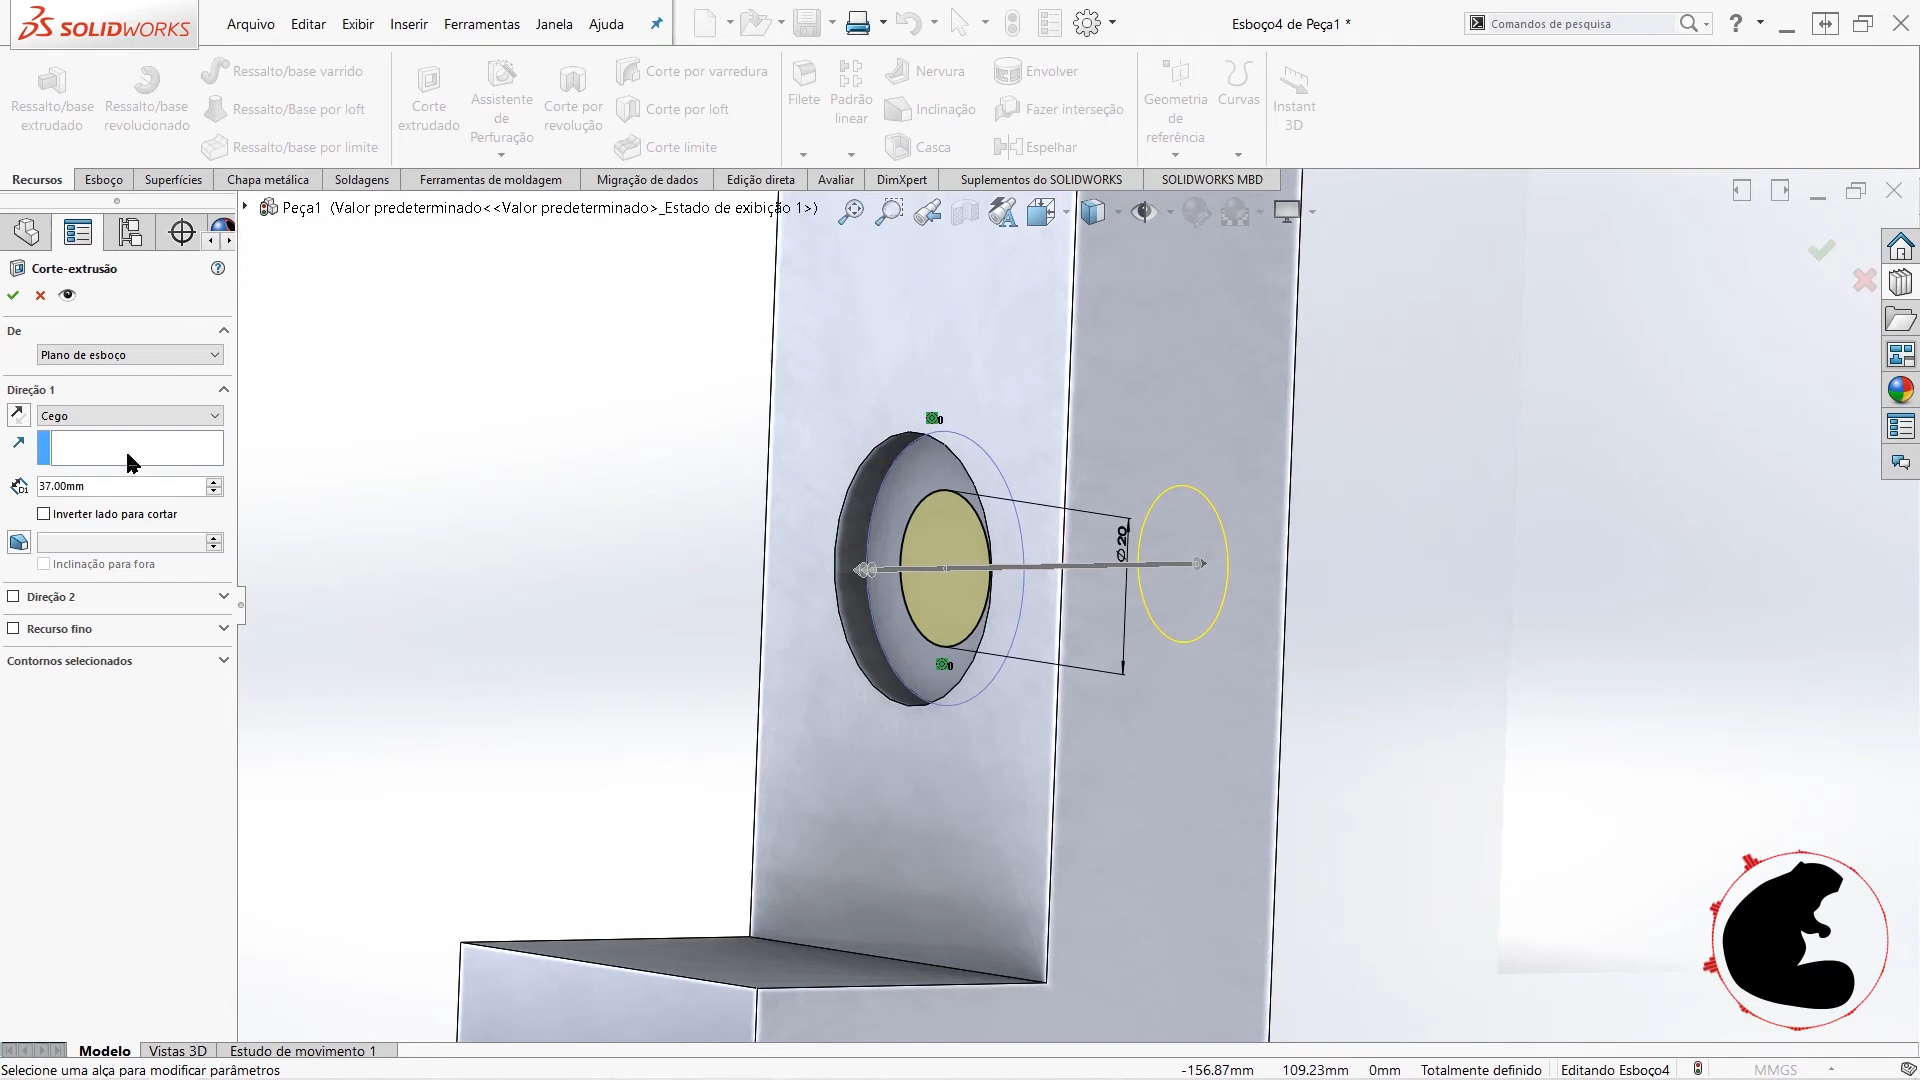 SOLIDWORKS
Arquivo Editar Exibir Inserir Ferramentas Janela Ajuda
Esboço4 de Peça1 *
Comandos de pesquisa
?
Ressalto/base extrudado
Ressalto/base revolucionado
Ressalto/base varrido
Ressalto/Base por loft
Ressalto/base por limite
Corte extrudado
Assistente de Perfuração
Corte por revolução
Corte por varredura
Corte por loft
Corte limite
Filete
Padrão linear
Nervura
Inclinação
Casca
Envolver
Fazer interseção
Espelhar
Geometria de referência
Curvas
Instant 3D
Recursos Esboço Superfícies Chapa metálica Soldagens Ferramentas de moldagem Migração de dados Edição direta Avaliar DimXpert Suplementos do SOLIDWORKS SOLIDWORKS MBD
Peça1 (Valor predeterminado<<Valor predeterminado>_Estado de exibição 1>)
Corte-extrusão
?
De
Plano de esboço
Direção 1
Cego
D1
37.00mm
Inverter lado para cortar
Inclinação para fora
Direção 2
Recurso fino
Contornos selecionados
0
Ø20
0
Modelo Vistas 3D Estudo de movimento 1
Selecione uma alça para modificar parâmetros
-156.87mm 109.23mm 0mm Totalmente definido Editando Esboço4 MMGS